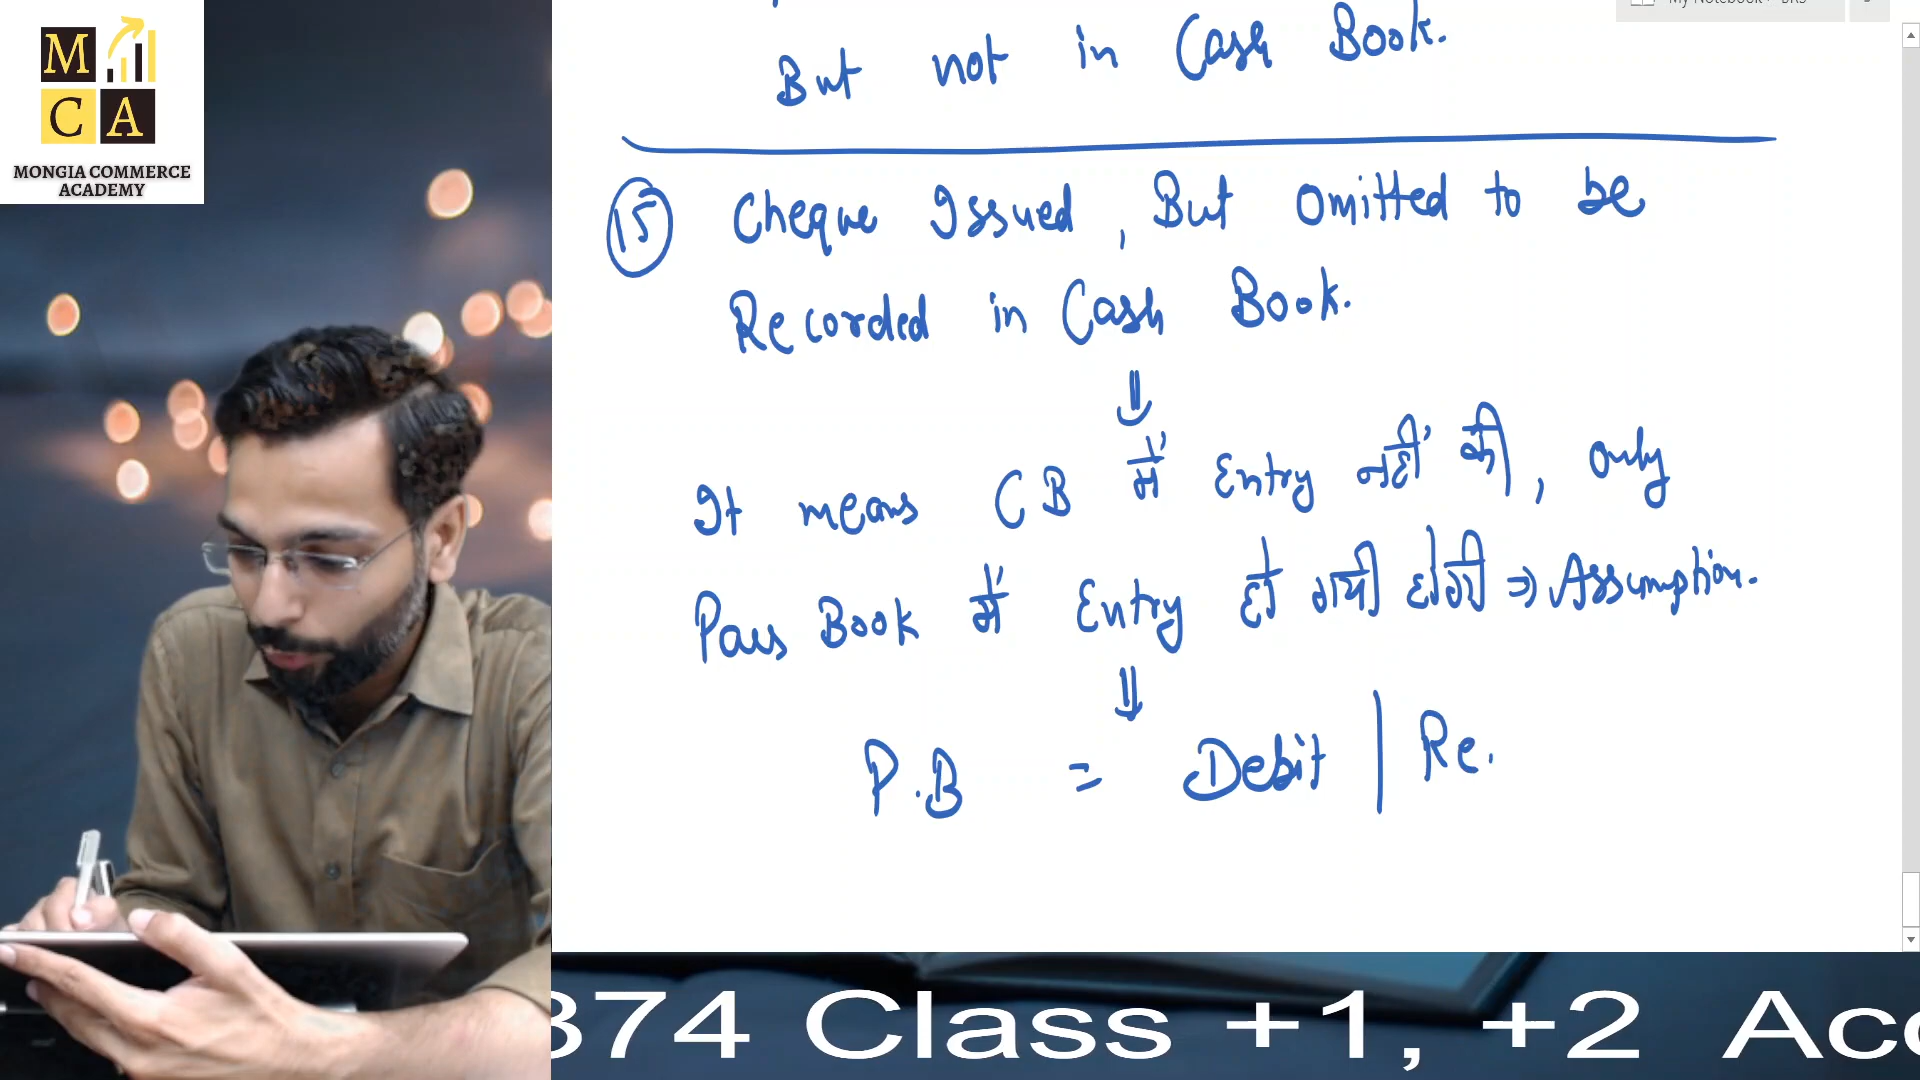 M
C A
MONGIA COMMERCE
ACADEMY
But not in Cash Book.
15 Cheque Issued, But Omitted to be
Recorded in Cash Book.
It means CB में Entry नहीं की, only
Pass Book में Entry हो गयी होगी => Assumption.
P.B = Debit | Re.
374 Class +1, +2 Acc